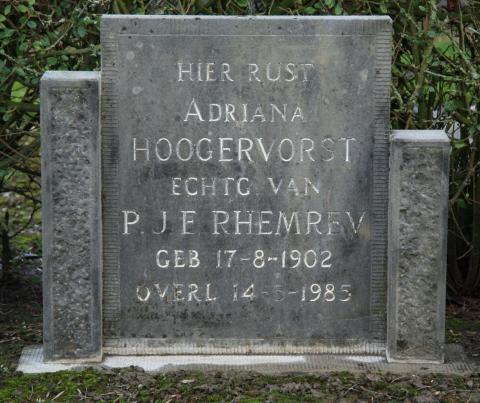 HIER RUST
ADRIANA
HOOGERVORST
ECHTG. VAN
P. J. E. RHEMREV
GEB 17-8-1902
OVERL 14-5-1985